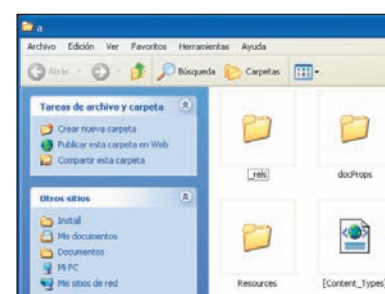 a
Archivo Edición Ver Favoritos Herramientas Ayuda
Atrás Búsqueda Carpetas
Tareas de archivo y carpeta
Crear nueva carpeta
Publicar esta carpeta en Web
Compartir esta carpeta
Otros sitios
Install
Mis documentos
Documentos
Mi PC
Mis sitios de red
_rels docProps
Resources [Content_Types]